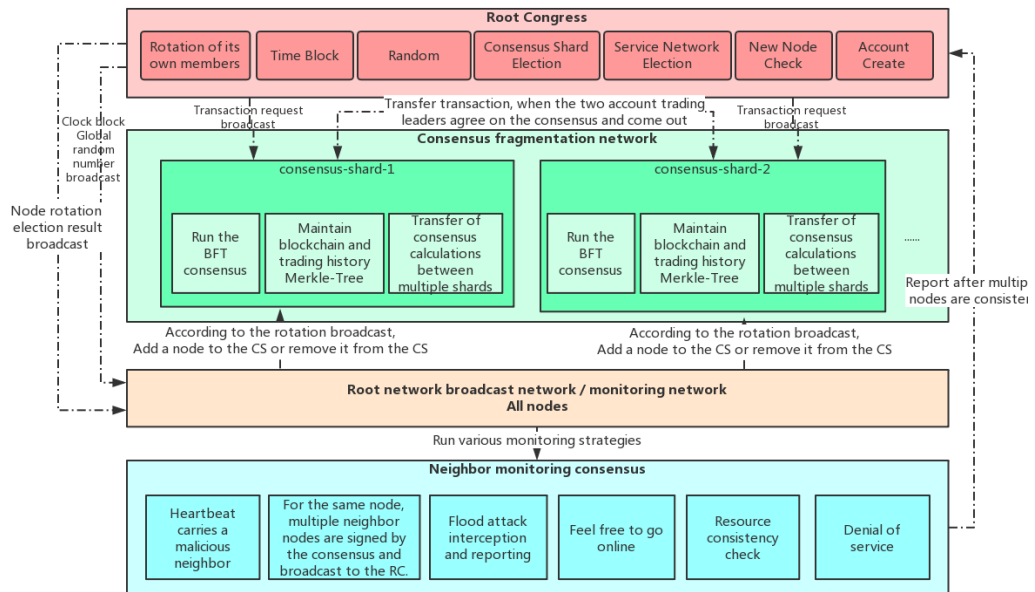 Root Congress
Rotation of its
own members
Time Block
Random
Consensus Shard
Election
Service Network
Election
New Node
Check
Account
Create
Transaction request
broadcast
Transfer transaction, when the two account trading
leaders agree on the consensus and come out
Transaction request
broadcast
Clock block
Global
random
number
broadcast
Node rotation
election result
broadcast
Consensus fragmentation network
consensus-shard-1
Run the
BFT
consensus
Maintain
blockchain and
trading history
Merkle-Tree
Transfer of
consensus
calculations
between
multiple shards
consensus-shard-2
Run the
BFT
consensus
Maintain
blockchain and
trading history
Merkle-Tree
Transfer of
consensus
calculations
between
multiple shards
......
Report after multip
nodes are consiste
According to the rotation broadcast,
Add a node to the CS or remove it from the CS
According to the rotation broadcast,
Add a node to the CS or remove it from the CS
Root network broadcast network / monitoring network
All nodes
Run various monitoring strategies
Neighbor monitoring consensus
Heartbeat
carries a
malicious
neighbor
For the same node,
multiple neighbor
nodes are signed by
the consensus and
broadcast to the RC.
Flood attack
interception
and reporting
Feel free to go
online
Resource
consistency
check
Denial of
service